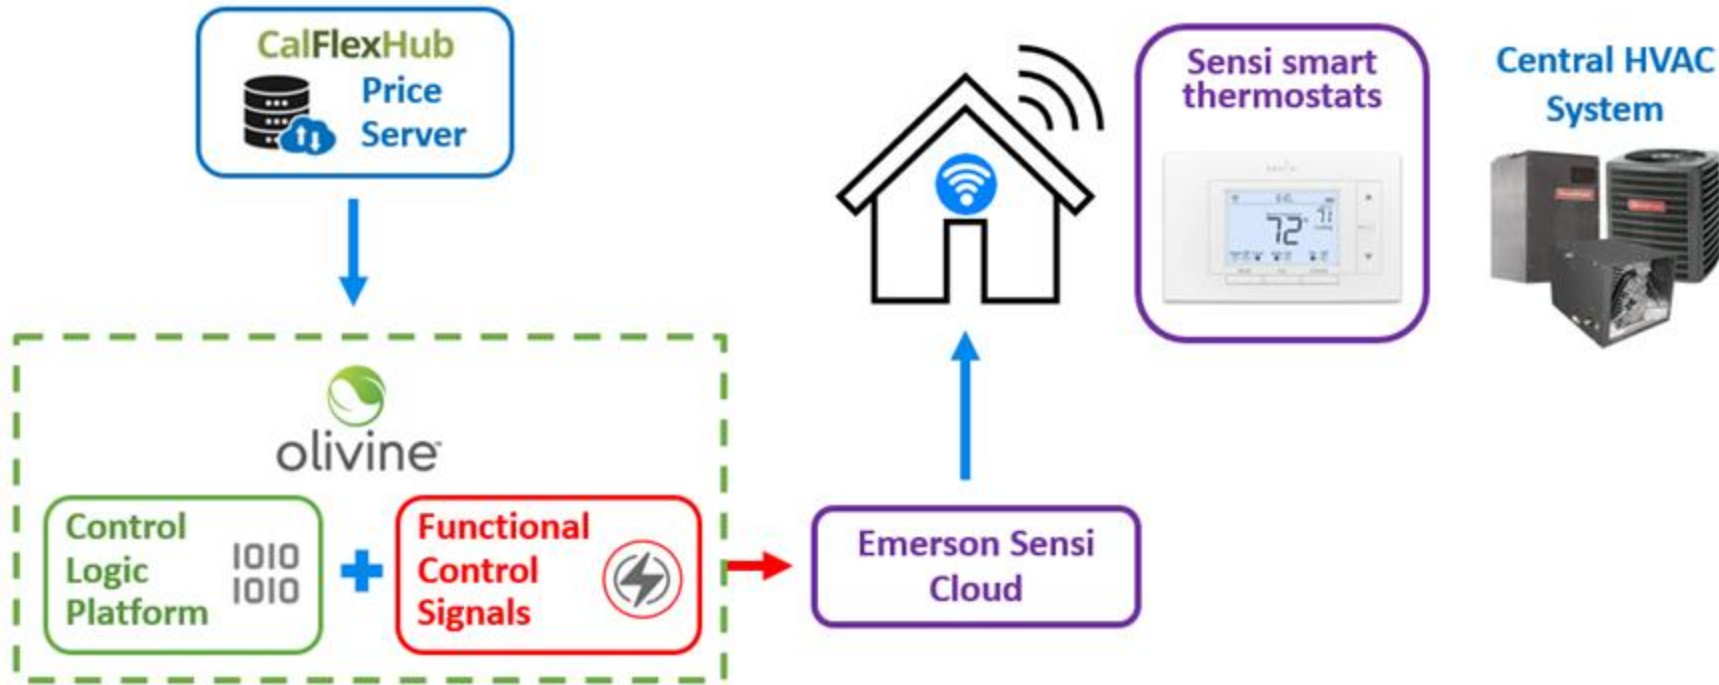 CalFlexHub
Price
Server
Sensi smart
thermostats
Central HVAC
System
72
olivine
Control
Logic
Platform
1010
1010
Functional
Control
Signals
Emerson Sensi
Cloud